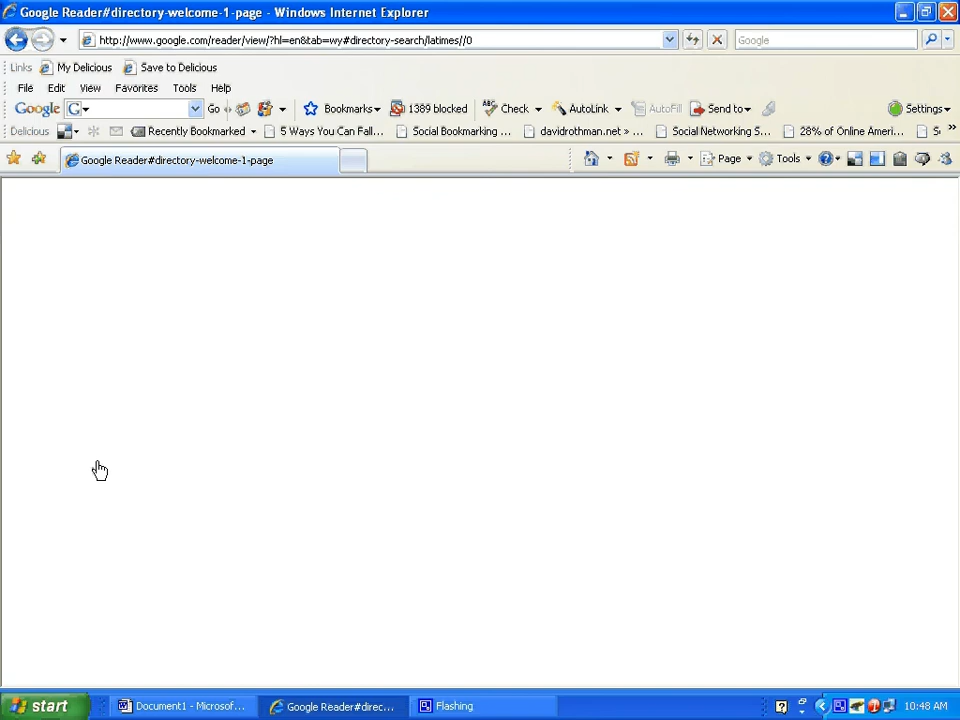 Google Reader#directory-welcome-1-page - Windows Internet Explorer
http://www.google.com/reader/view/?hl=en&tab=wy#directory-search/latimes//0
Google
Links My Delicious Save to Delicious
File Edit View Favorites Tools Help
Google G Go Bookmarks 1389 blocked Check AutoLink AutoFill Send to Settings
Delicious Recently Bookmarked 5 Ways You Can Fall... Social Bookmarking ... davidrothman.net » ... Social Networking S... 28% of Online Ameri... S
Google Reader#directory-welcome-1-page
Page Tools
start Document1 - Microsof... Google Reader#direc... Flashing 10:48 AM